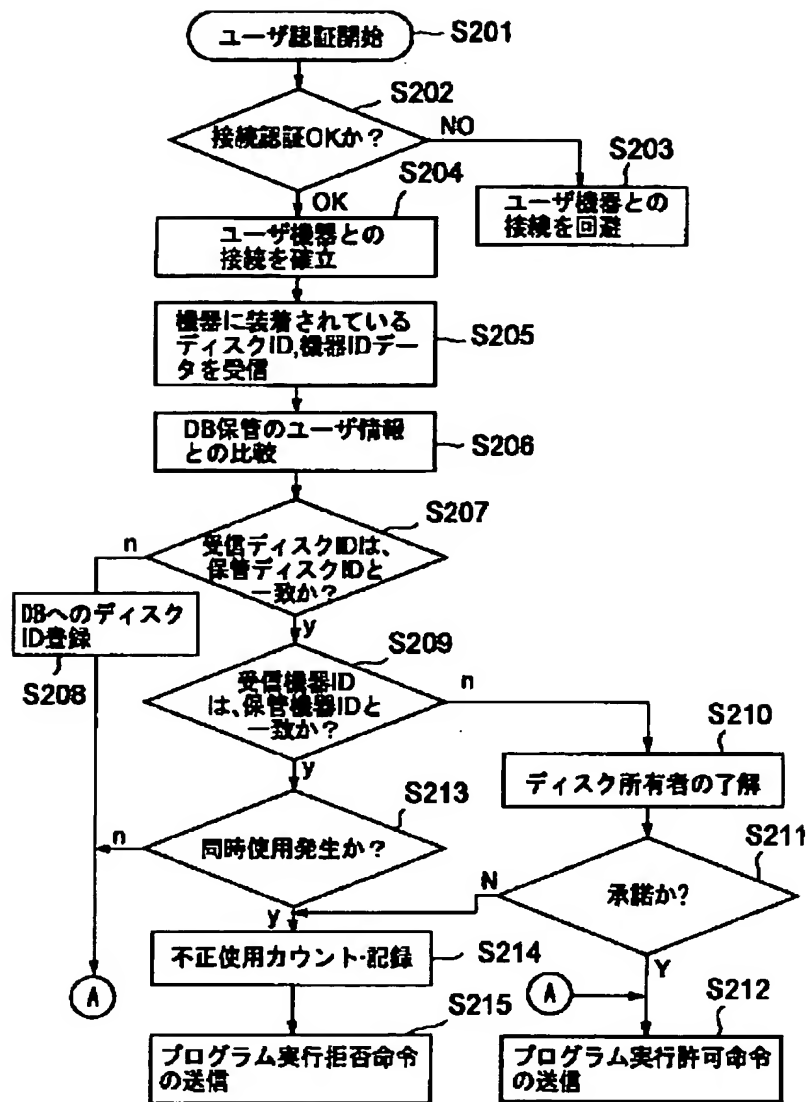 ユーザ認証開始
S201
S202
接続認証OKか?
NO
S203
ユーザ機器との
接続を回避
OK
S204
ユーザ機器との
接続を確立
機器に装着されている
ディスクID,機器IDデー
タを受信
S205
DB保管のユーザ情報
との比較
S206
S207
受信ディスクIDは、
保管ディスクIDと
一致か?
n
y
DBへのディスク
ID登録
S208
S209
受信機器ID
は、保管機器IDと
一致か?
n
y
S210
ディスク所有者の了解
S213
同時使用発生か?
n
y
S211
承諾か?
N
Y
不正使用カウント・記録
S214
A
A
S215
プログラム実行拒否命令
の送信
S212
プログラム実行許可命令
の送信